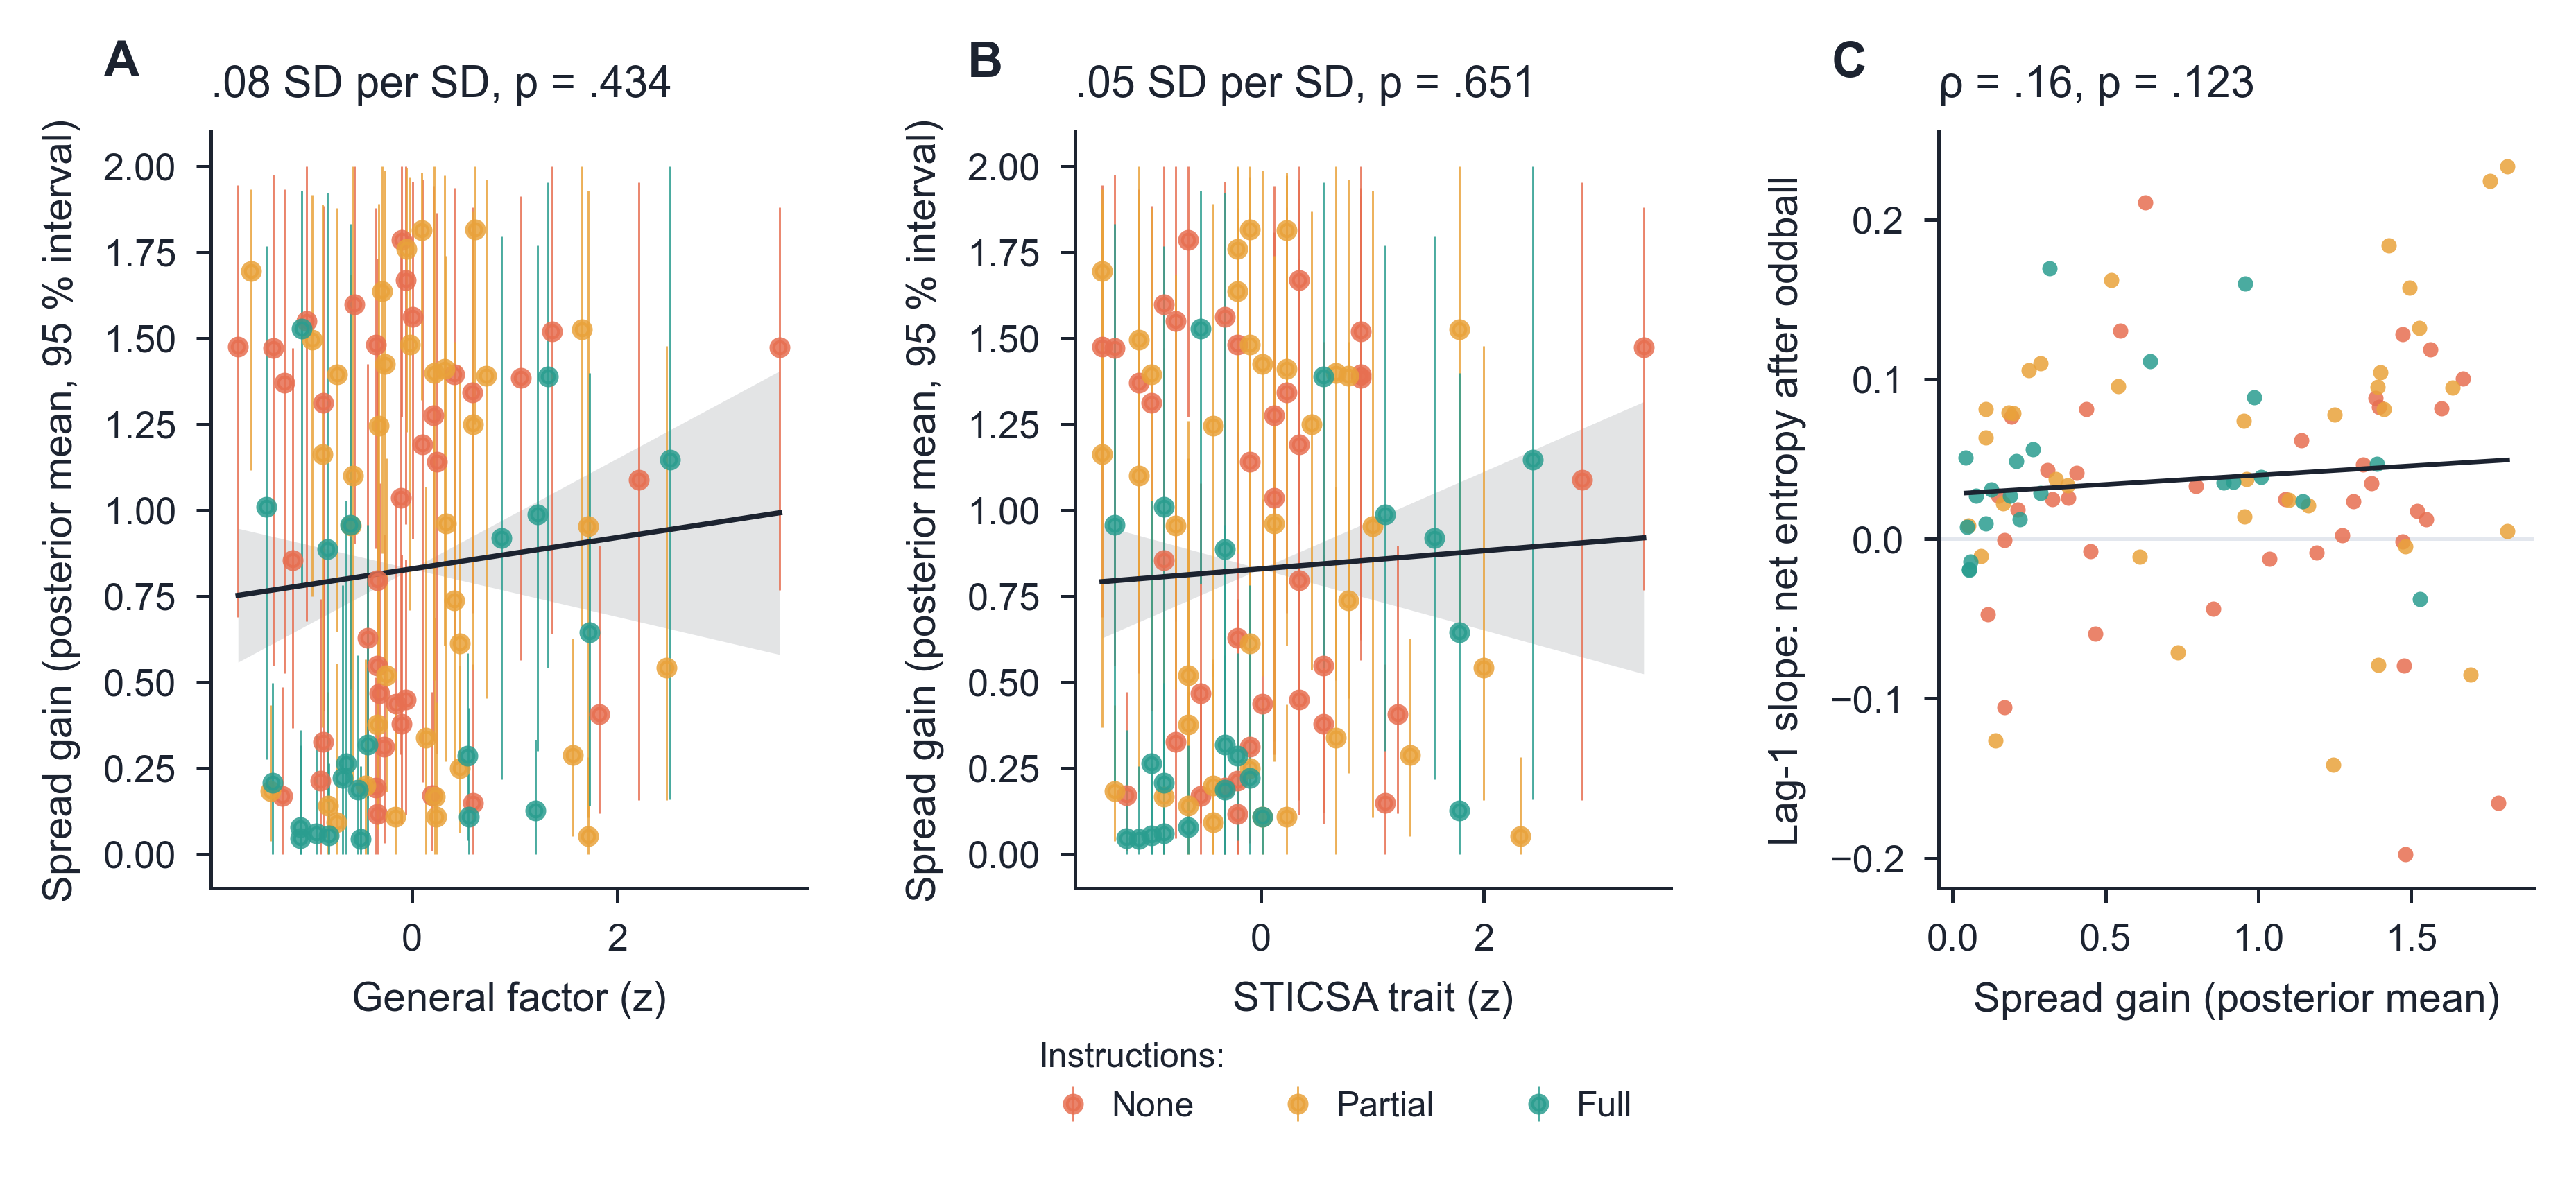 A
.08 SD per SD, p = .434
Spread gain (posterior mean, 95 % interval)
2.00
1.75
1.50
1.25
1.00
0.75
0.50
0.25
0.00
0
2
General factor (z)
B
.05 SD per SD, p = .651
Spread gain (posterior mean, 95 % interval)
2.00
1.75
1.50
1.25
1.00
0.75
0.50
0.25
0.00
0
2
STICSA trait (z)
C
ρ = .16, p = .123
Lag-1 slope: net entropy after oddball
0.2
0.1
0.0
−0.1
−0.2
0.0
0.5
1.0
1.5
Spread gain (posterior mean)
Instructions:
None
Partial
Full